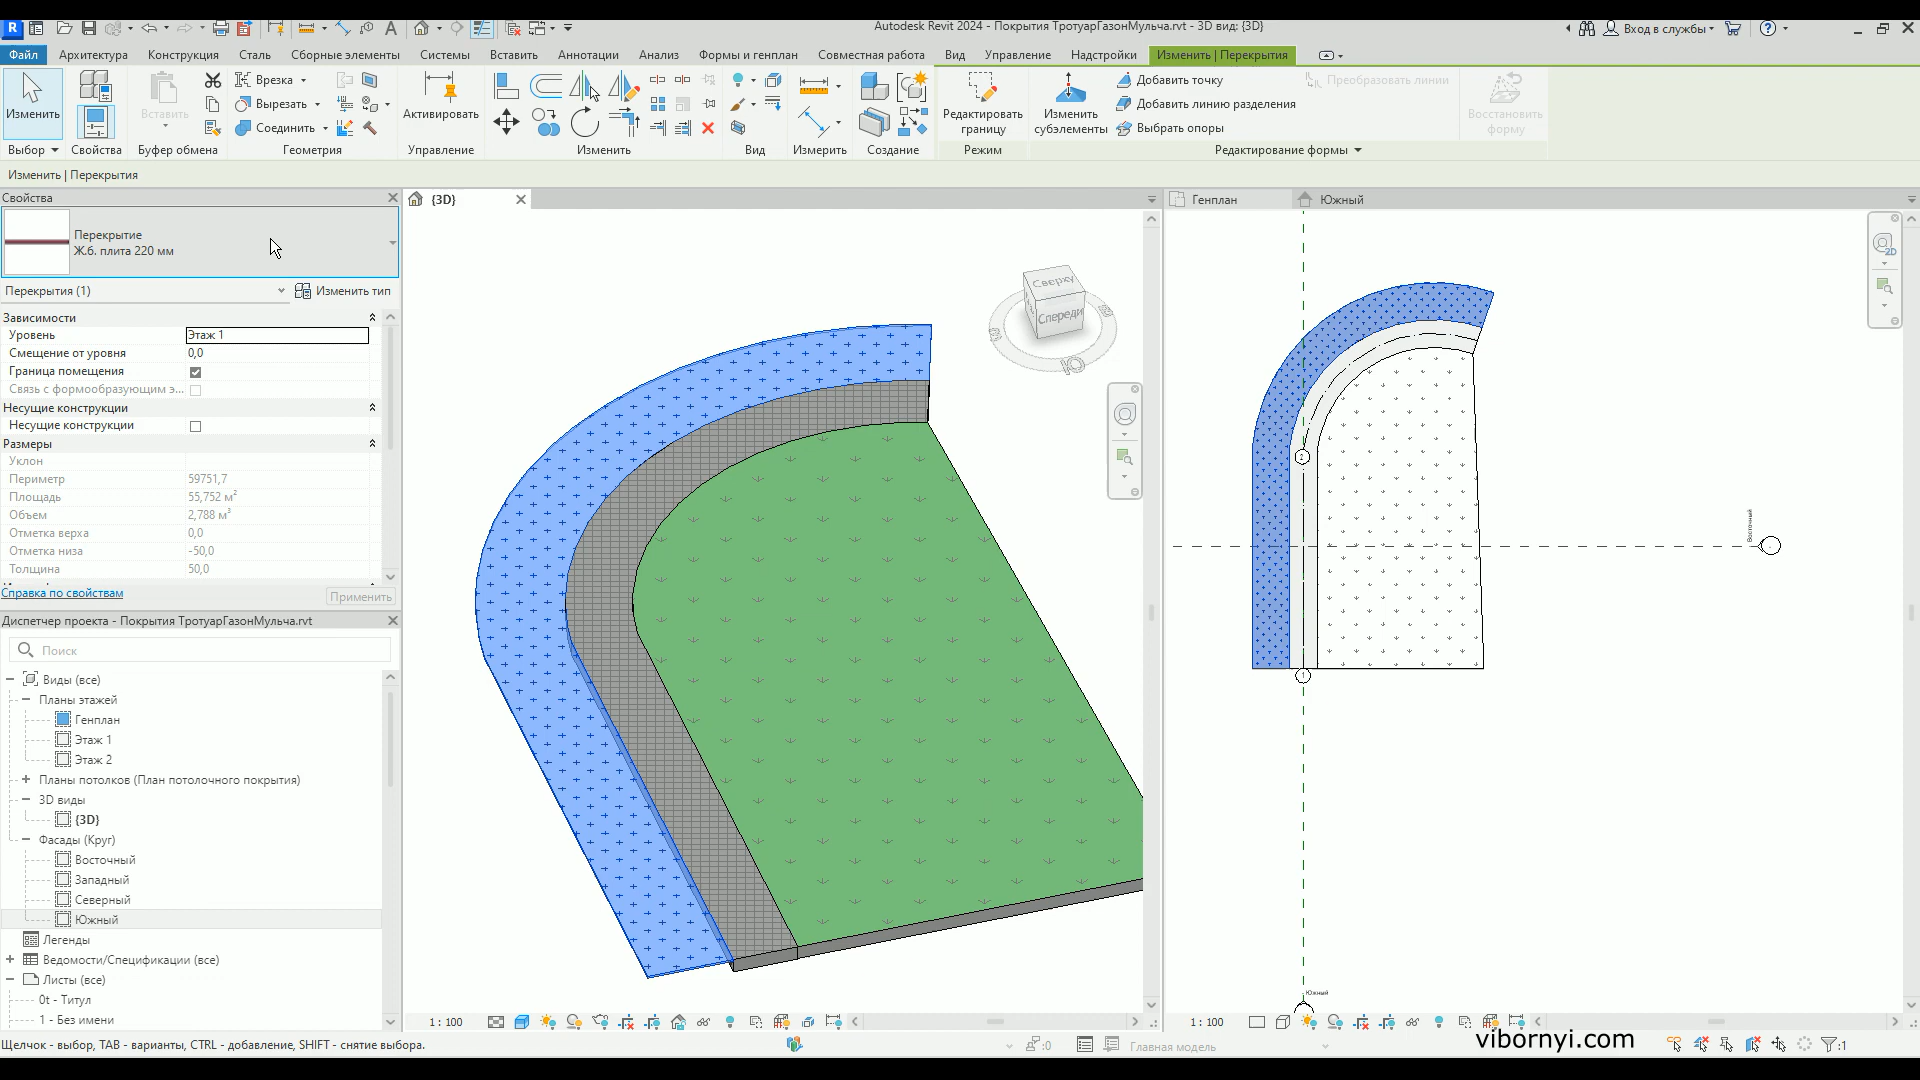 Autodesk Revit 2024 - Покрытия ТротуарГазонМульча.rvt - 3D вид: {3D}
Вход в службы
Файл Архитектура Конструкция Сталь Сборные элементы Системы Вставить Аннотации Анализ Формы и генплан Совместная работа Вид Управление Надстройки Изменить | Перекрытия
Врезка Добавить точку Преобразовать линии
Вырезать Добавить линию разделения
Изменить Вставить Активировать Редактировать границу Изменить субэлементы Восстановить форму
Соединить Выбрать опоры
Выбор Свойства Буфер обмена Геометрия Управление Изменить Вид Измерить Создание Режим Редактирование формы
Изменить | Перекрытия
Свойства
{3D} Генплан Южный
Перекрытие
Ж.б. плита 220 мм
Перекрытия (1) Изменить тип
Зависимости
Уровень Этаж 1
Смещение от уровня 0,0
Граница помещения
Связь с формообразующим э...
Несущие конструкции
Несущие конструкции
Размеры
Уклон
Периметр 59751,7
Площадь 55,752 м²
Объем 2,788 м³
Отметка верха 0,0
Отметка низа -50,0
Толщина 50,0
Справка по свойствам Применить
Диспетчер проекта - Покрытия ТротуарГазонМульча.rvt
Поиск
Виды (все)
Планы этажей
Генплан
Этаж 1
Этаж 2
Планы потолков (План потолочного покрытия)
3D виды
{3D}
Фасады (Круг)
Восточный
Западный
Северный
Южный
Легенды
Ведомости/Спецификации (все)
Листы (все)
0t - Титул
1 - Без имени
Сверху
Спереди
Ю
2
1
Восточный
Южный
1 : 100
1 : 100
Щелчок - выбор, TAB - варианты, CTRL - добавление, SHIFT - снятие выбора.
:0
Главная модель
vibornyi.com
:1